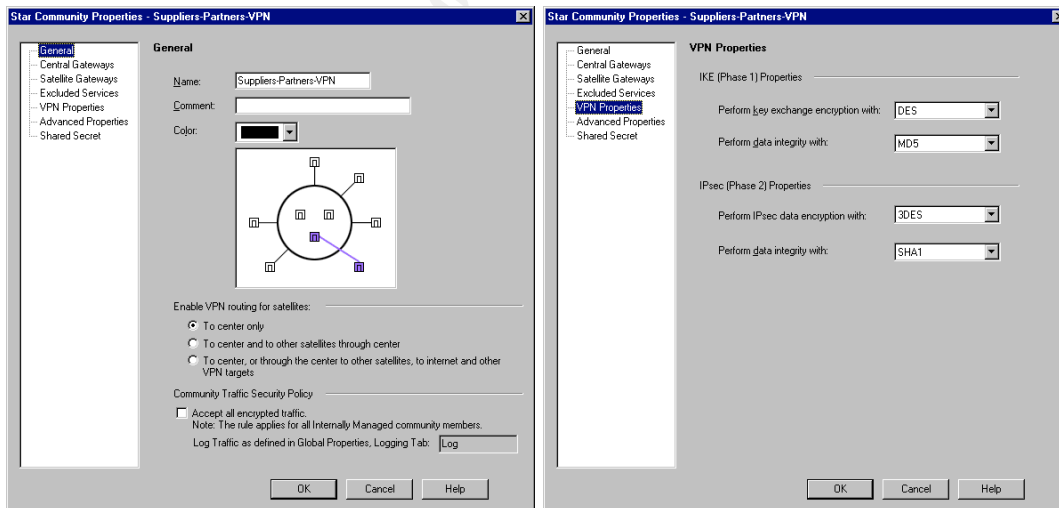 Star Community Properties - Suppliers-Partners-VPN
General
Central Gateways
Satellite Gateways
Excluded Services
VPN Properties
Advanced Properties
Shared Secret
General
Name: Suppliers-Partners-VPN
Comment:
Color:
Enable VPN routing for satellites:
To center only
To center and to other satellites through center
To center, or through the center to other satellites, to internet and other
VPN targets
Community Traffic Security Policy
Accept all encrypted traffic.
Note: The rule applies for all Internally Managed community members.
Log Traffic as defined in Global Properties, Logging Tab: Log
OK Cancel Help
Star Community Properties - Suppliers-Partners-VPN
General
Central Gateways
Satellite Gateways
Excluded Services
VPN Properties
Advanced Properties
Shared Secret
VPN Properties
IKE (Phase 1) Properties
Perform key exchange encryption with: DES
Perform data integrity with: MD5
IPsec (Phase 2) Properties
Perform IPsec data encryption with: 3DES
Perform data integrity with: SHA1
OK Cancel Help